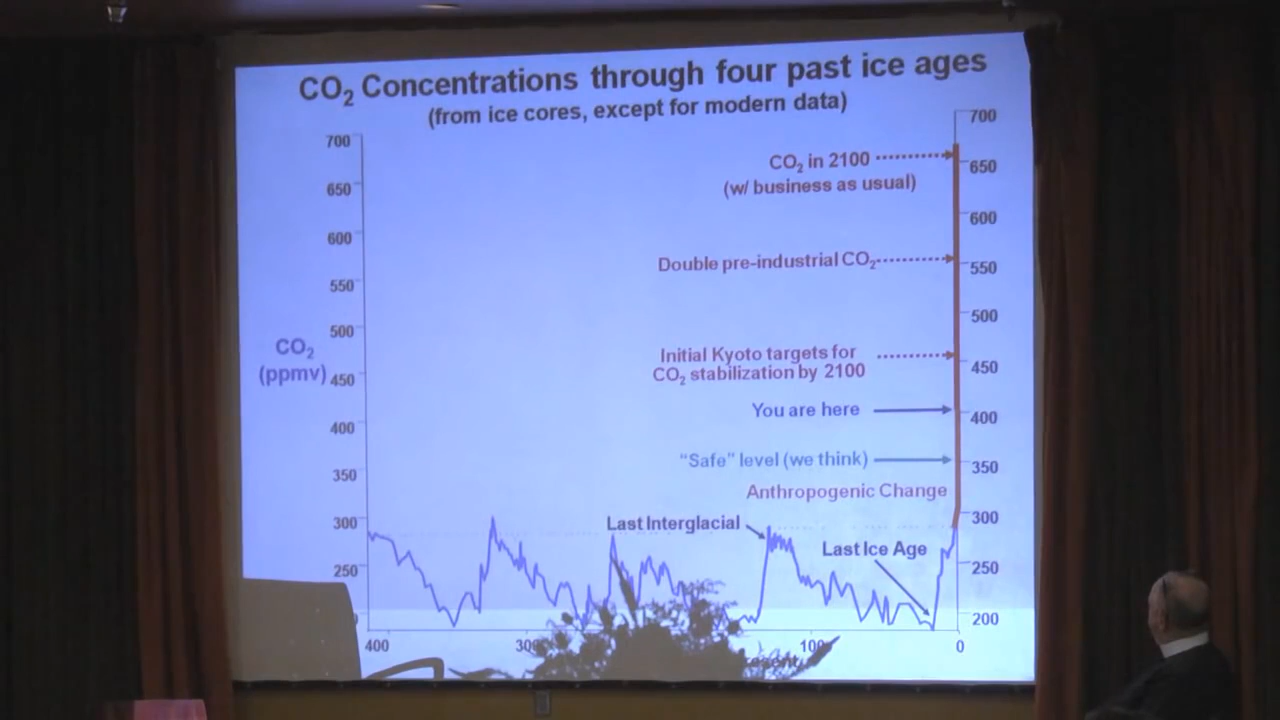 CO₂ Concentrations through four past ice ages
(from ice cores, except for modern data)
700
650
600
550
500
450
400
350
300
250
CO₂
(ppmv)
700
650
600
550
500
450
400
350
300
250
200
CO₂ in 2100
(w/ business as usual)
Double pre-industrial CO₂
Initial Kyoto targets for
CO₂ stabilization by 2100
You are here
“Safe” level (we think)
Anthropogenic Change
Last Interglacial
Last Ice Age
400
100
0